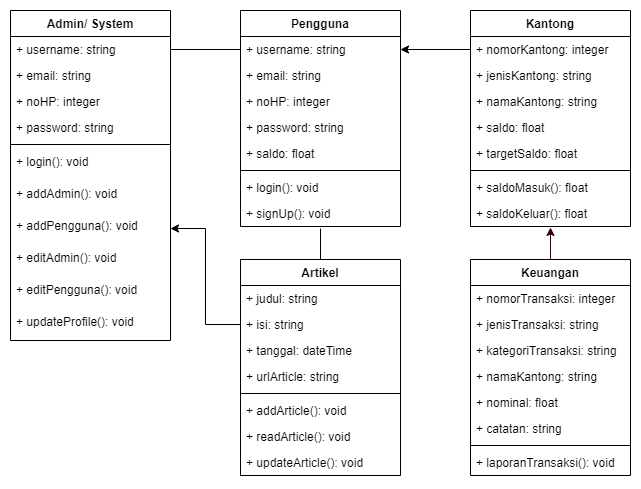 Admin/ System
+ username: string
+ email: string
+ noHP: integer
+ password: string
+ login(): void
+ addAdmin(): void
+ addPengguna(): void
+ editAdmin(): void
+ editPengguna(): void
+ updateProfile(): void
Pengguna
+ username: string
+ email: string
+ noHP: integer
+ password: string
+ saldo: float
+ login(): void
+ signUp(): void
Kantong
+ nomorKantong: integer
+ jenisKantong: string
+ namaKantong: string
+ saldo: float
+ targetSaldo: float
+ saldoMasuk(): float
+ saldoKeluar(): float
Artikel
+ judul: string
+ isi: string
+ tanggal: dateTime
+ urlArticle: string
+ addArticle(): void
+ readArticle(): void
+ updateArticle(): void
Keuangan
+ nomorTransaksi: integer
+ jenisTransaksi: string
+ kategoriTransaksi: string
+ namaKantong: string
+ nominal: float
+ catatan: string
+ laporanTransaksi(): void